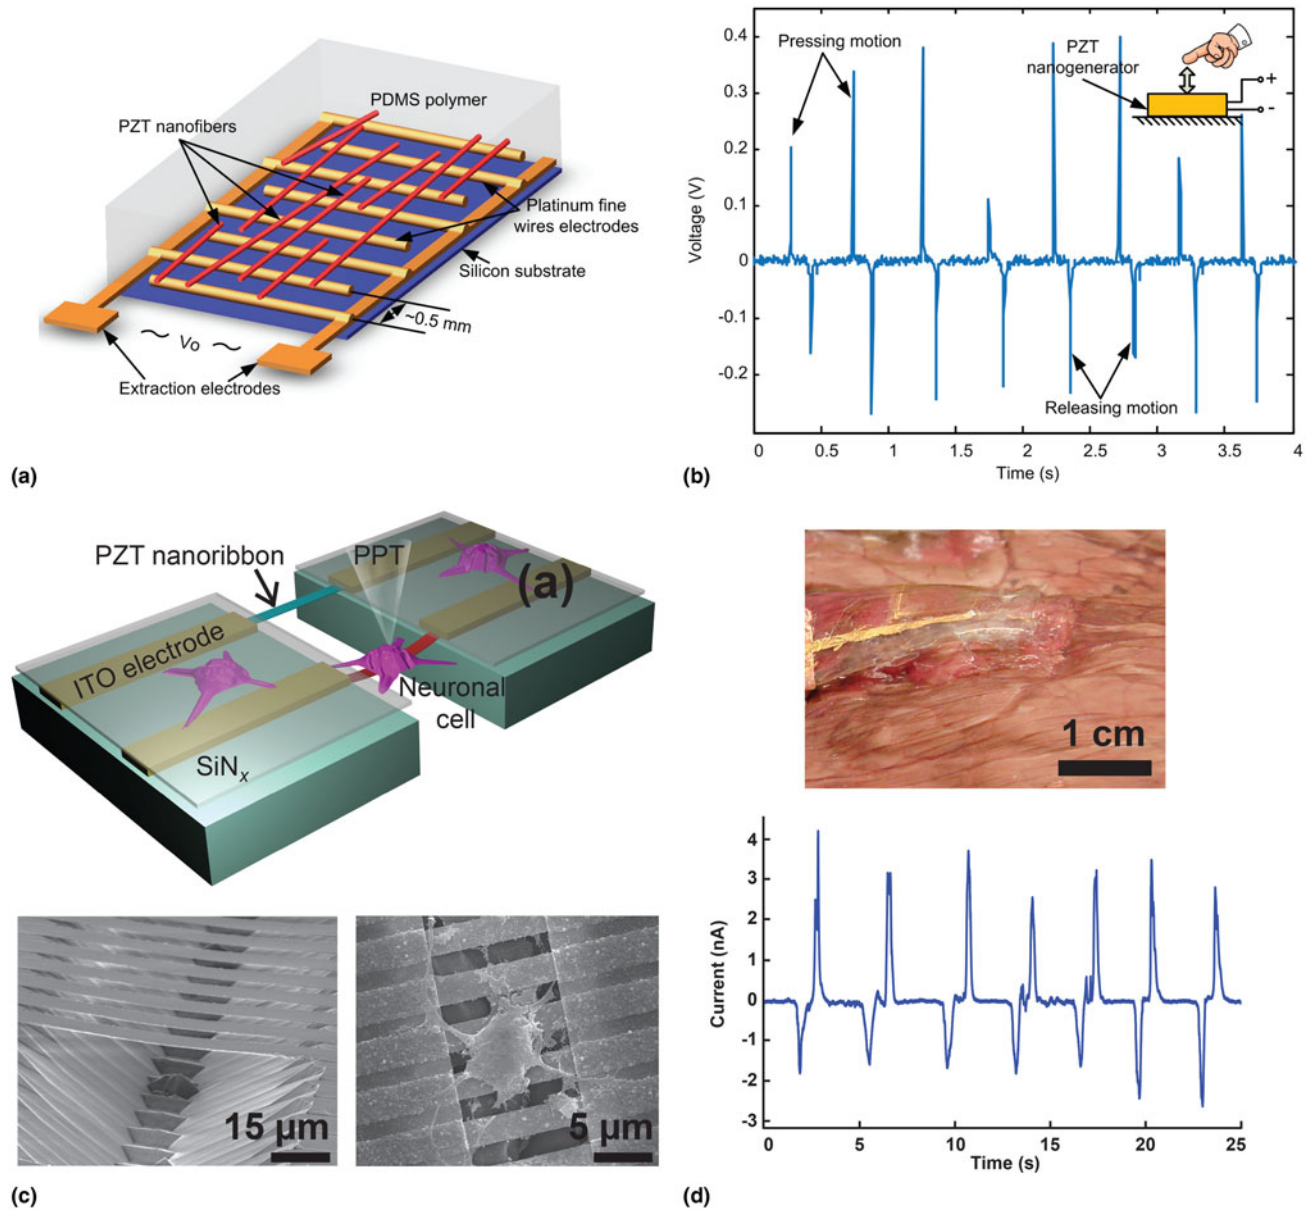 PDMS polymer
PZT nanofibers
Platinum fine
wires electrodes
Silicon substrate
~0.5 mm
~ Vo ~
Extraction electrodes
(a)
0.4
0.3
0.2
0.1
0
-0.1
-0.2
Voltage (V)
Pressing motion
PZT
nanogenerator
+
-
Releasing motion
0
0.5
1
1.5
2
2.5
3
3.5
4
Time (s)
(b)
PZT nanoribbon
PPT
(a)
ITO electrode
Neuronal
cell
SiNx
15 µm
5 µm
(c)
1 cm
4
3
2
1
0
-1
-2
-3
Current (nA)
0
5
10
15
20
25
Time (s)
(d)